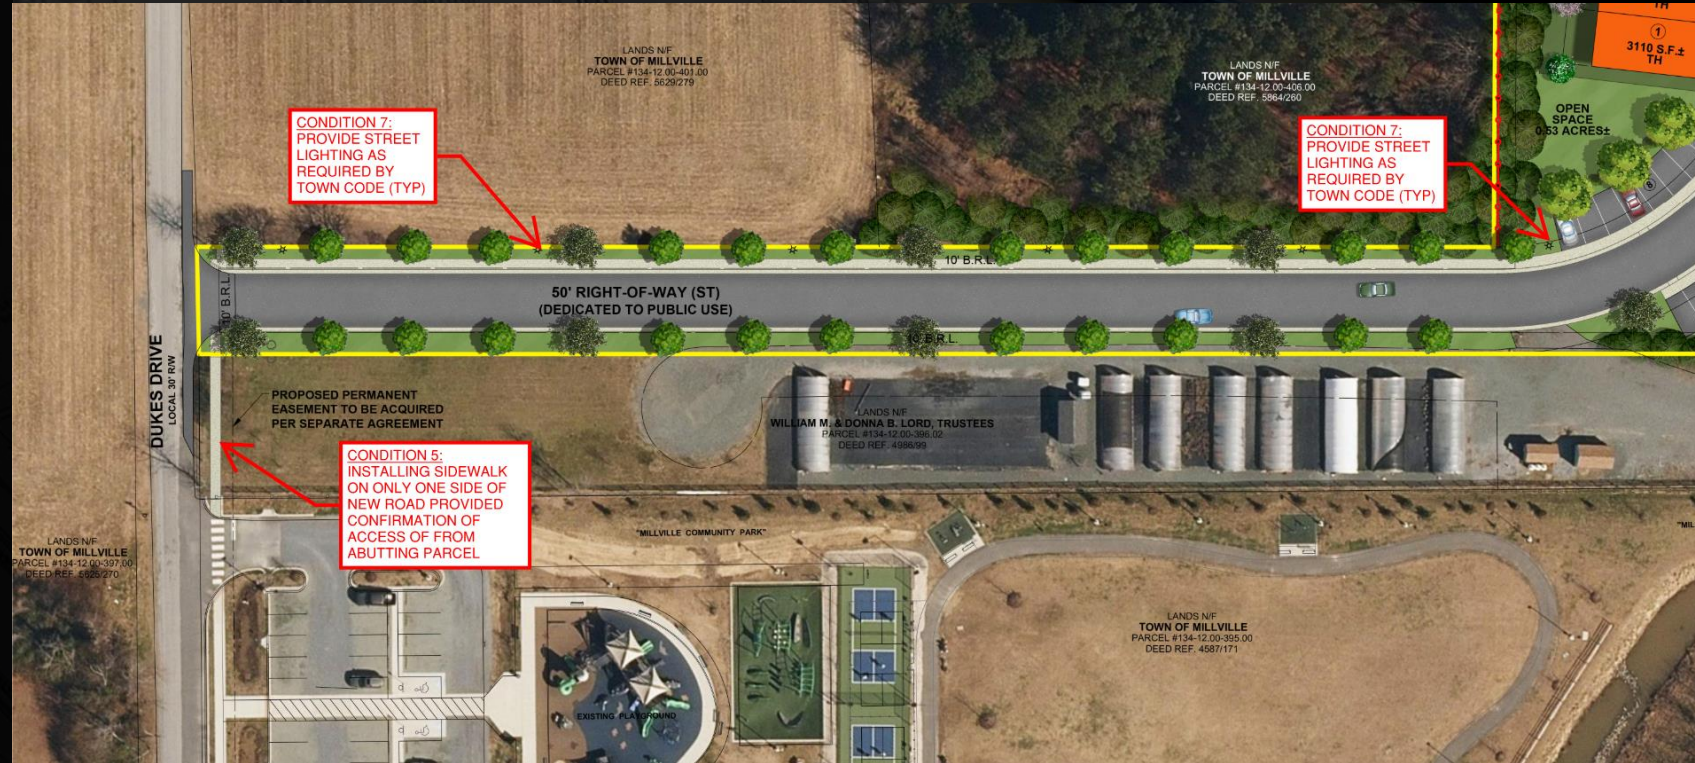 TH
1
3110 S.F.±
TH
LANDS N/F
TOWN OF MILLVILLE
PARCEL #134-12.00-401.00
DEED REF. 5629/279
LANDS N/F
TOWN OF MILLVILLE
PARCEL #134-12.00-406.00
DEED REF. 5864/260
OPEN
SPACE
0.53 ACRES±
CONDITION 7:
PROVIDE STREET
LIGHTING AS
REQUIRED BY
TOWN CODE (TYP)
CONDITION 7:
PROVIDE STREET
LIGHTING AS
REQUIRED BY
TOWN CODE (TYP)
8
10' B.R.L.
10' B.R.L.
50' RIGHT-OF-WAY (ST)
(DEDICATED TO PUBLIC USE)
10' B.R.L.
DUKES DRIVE
LOCAL 30' R/W
PROPOSED PERMANENT
EASEMENT TO BE ACQUIRED
PER SEPARATE AGREEMENT
LANDS N/F
WILLIAM M. & DONNA B. LORD, TRUSTEES
PARCEL #134-12.00-396.02
DEED REF. 4986/99
CONDITION 5:
INSTALLING SIDEWALK
ON ONLY ONE SIDE OF
NEW ROAD PROVIDED
CONFIRMATION OF
ACCESS OF FROM
ABUTTING PARCEL
"MILLVILLE COMMUNITY PARK"
"MIL
LANDS N/F
TOWN OF MILLVILLE
PARCEL #134-12.00-397.00
DEED REF. 5626/270
LANDS N/F
TOWN OF MILLVILLE
PARCEL #134-12.00-395.00
DEED REF. 4587/171
EXISTING PLAYGROUND